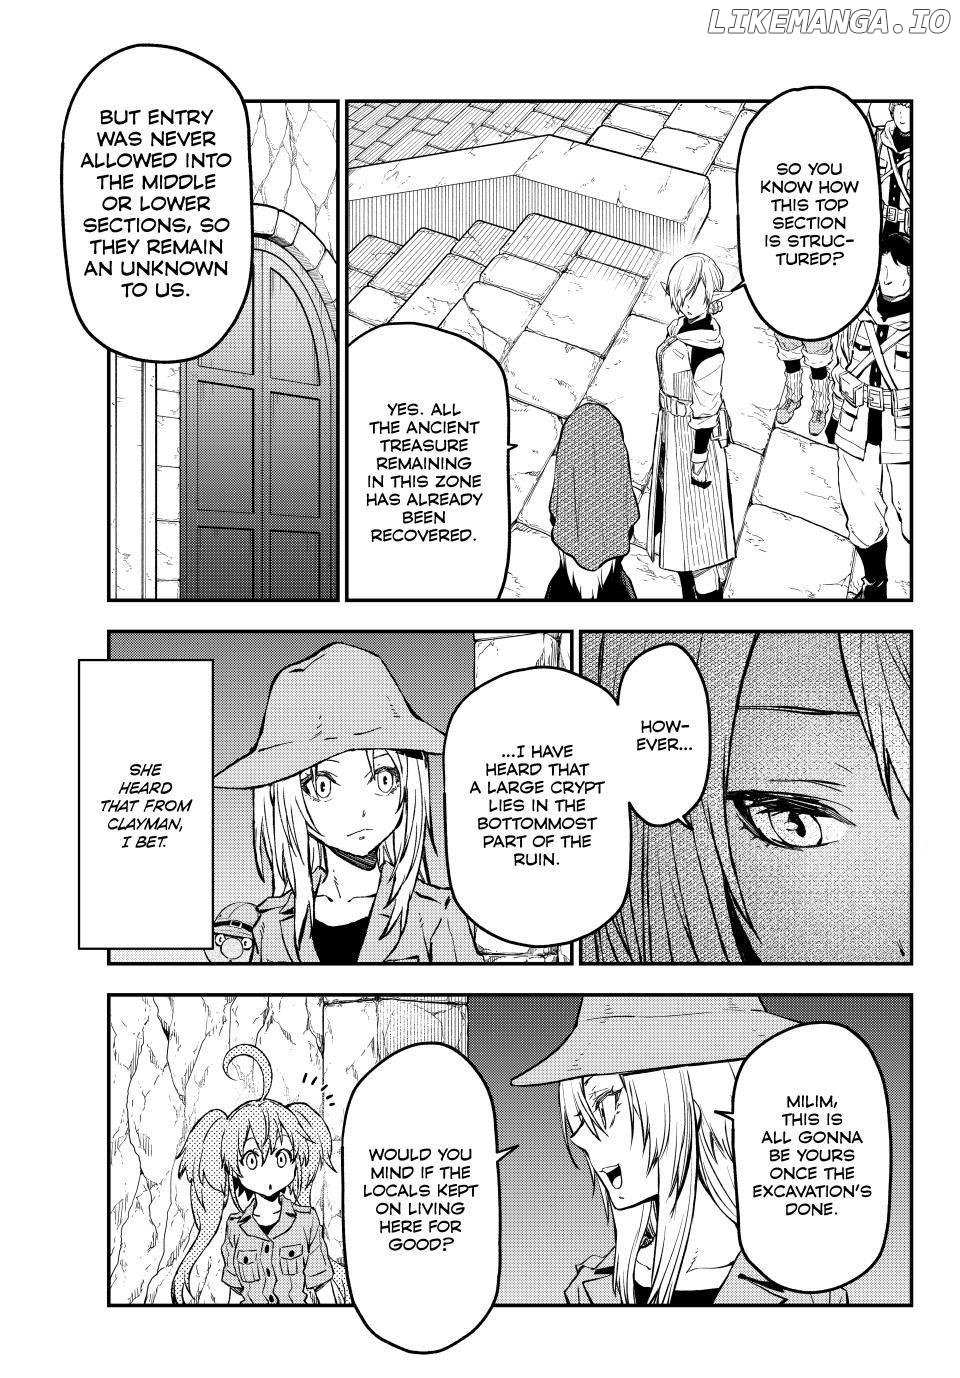 LIKEMANGA.IO
SO YOU
KNOW HOW
THIS TOP
SECTION
IS STRUC-
TURED?
YES. ALL
THE ANCIENT
TREASURE
REMAINING
IN THIS ZONE
HAS ALREADY
BEEN
RECOVERED.
BUT ENTRY
WAS NEVER
ALLOWED INTO
THE MIDDLE
OR LOWER
SECTIONS, SO
THEY REMAIN
AN UNKNOWN
TO US.
HOW-
EVER...
...I HAVE
HEARD THAT
A LARGE CRYPT
LIES IN THE
BOTTOMMOST
PART OF THE
RUIN.
SHE
HEARD
THAT FROM
CLAYMAN,
I BET.
MILIM,
THIS IS
ALL GONNA
BE YOURS
ONCE THE
EXCAVATION'S
DONE.
WOULD YOU
MIND IF THE
LOCALS KEPT
ON LIVING
HERE FOR
GOOD?